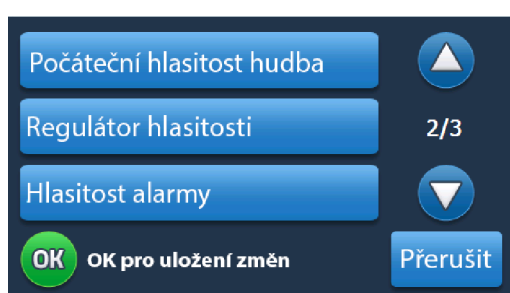 Počáteční hlasitost hudba
Regulátor hlasitosti
2/3
Hlasitost alarmy
OK
OK pro uložení změn
Přerušit